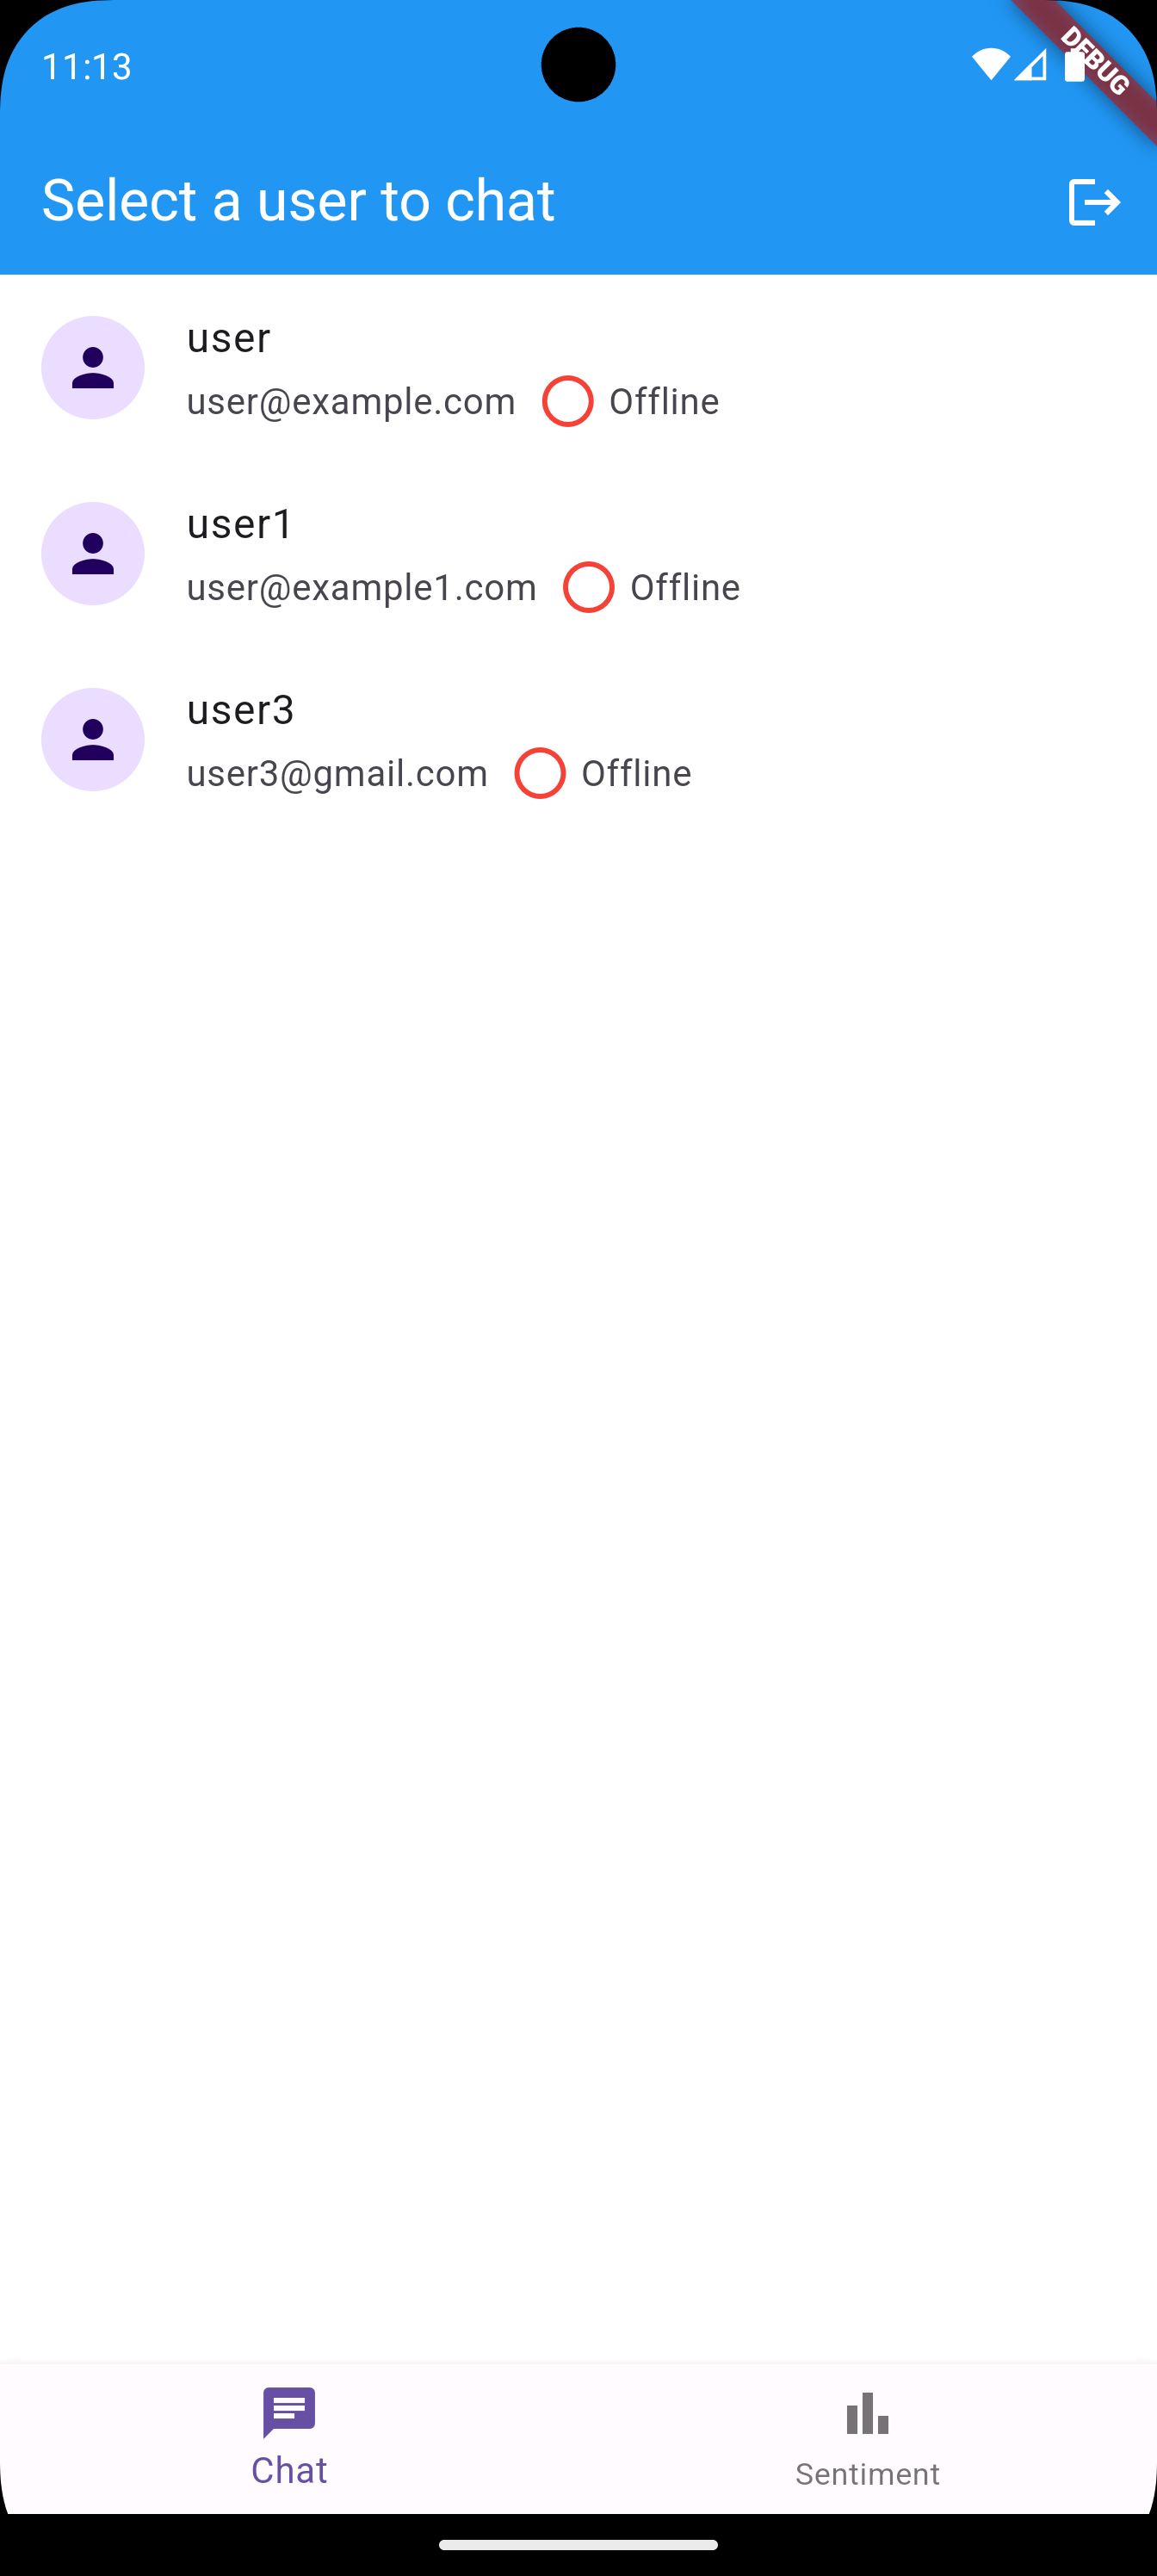 11:13
DEBUG
Select a user to chat
user
user@example.com Offline
user1
user@example1.com Offline
user3
user3@gmail.com Offline
Chat
Sentiment